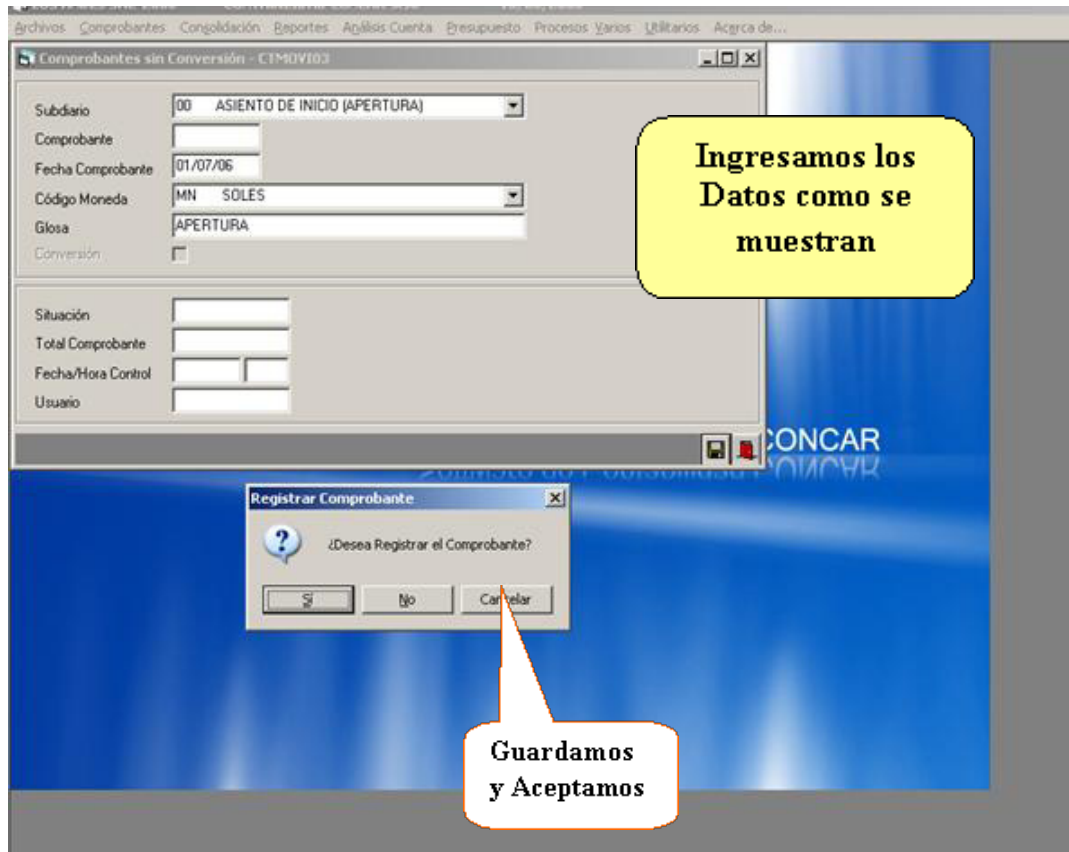 Archivos Comprobantes Consolidación Reportes Análisis Cuenta Presupuesto Procesos Varios Utilitarios Acerca de...
Comprobantes sin Conversión - CTMOVI03
Subdiario 00 ASIENTO DE INICIO (APERTURA)
Comprobante
Fecha Comprobante 01/07/06
Código Moneda MN SOLES
Glosa APERTURA
Conversión
Ingresamos los
Datos como se
muestran
Situación
Total Comprobante
Fecha/Hora Control
Usuario
CONCAR
Registrar Comprobante
¿Desea Registrar el Comprobante?
Sí No Cancelar
Guardamos
y Aceptamos